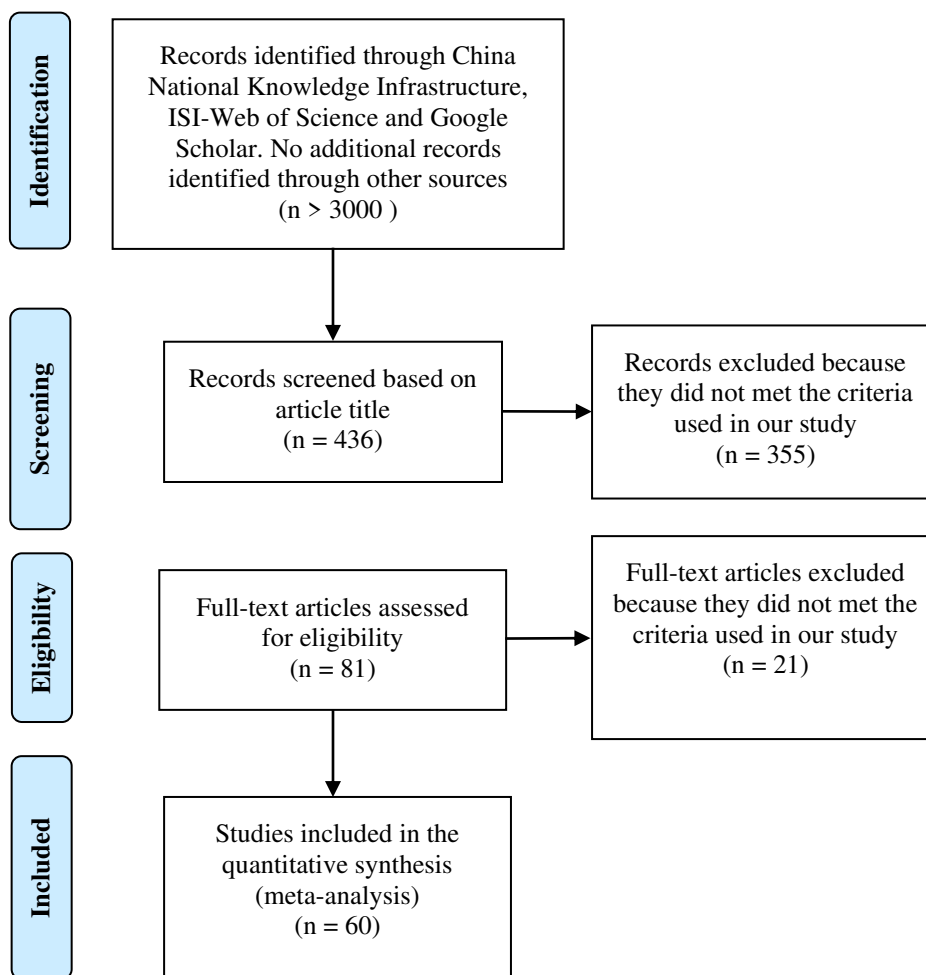 Identification
Records identified through China
National Knowledge Infrastructure,
ISI-Web of Science and Google
Scholar. No additional records
identified through other sources
(n > 3000 )
Screening
Records screened based on
article title
(n = 436)
Records excluded because
they did not met the criteria
used in our study
(n = 355)
Eligibility
Full-text articles assessed
for eligibility
(n = 81)
Full-text articles excluded
because they did not met the
criteria used in our study
(n = 21)
Included
Studies included in the
quantitative synthesis
(meta-analysis)
(n = 60)